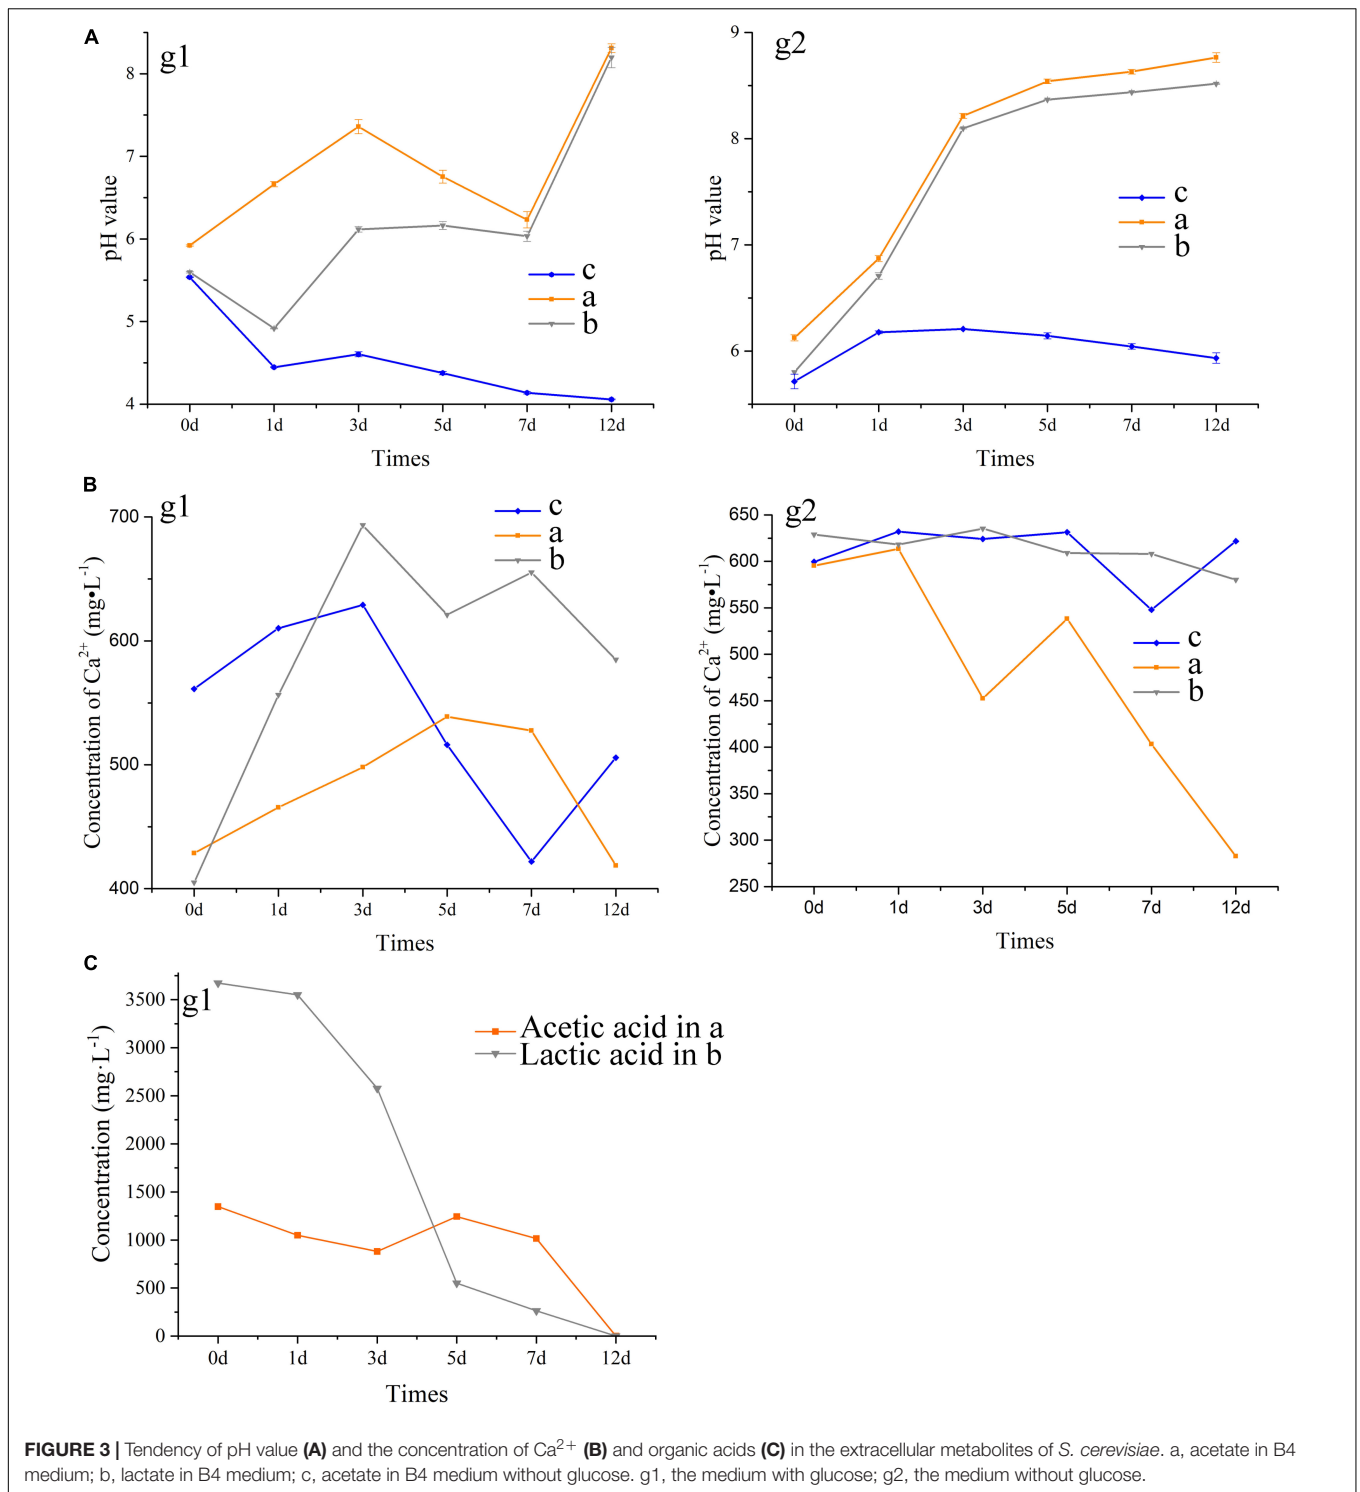 A
g1
8
7
6
5
4
pH value
c
a
b
0d 1d 3d 5d 7d 12d
Times
g2
9
8
7
6
pH value
c
a
b
0d 1d 3d 5d 7d 12d
Times
B
g1
700
600
500
400
Concentration of Ca2+ (mg•L-1)
c
a
b
0d 1d 3d 5d 7d 12d
Times
g2
650
600
550
500
450
400
350
300
250
Concentration of Ca2+ (mg•L-1)
c
a
b
0d 1d 3d 5d 7d 12d
Times
C
g1
3500
3000
2500
2000
1500
1000
500
0
Concentration (mg·L-1)
Acetic acid in a
Lactic acid in b
0d 1d 3d 5d 7d 12d
Times
FIGURE 3 | Tendency of pH value (A) and the concentration of Ca2+ (B) and organic acids (C) in the extracellular metabolites of S. cerevisiae. a, acetate in B4
medium; b, lactate in B4 medium; c, acetate in B4 medium without glucose. g1, the medium with glucose; g2, the medium without glucose.